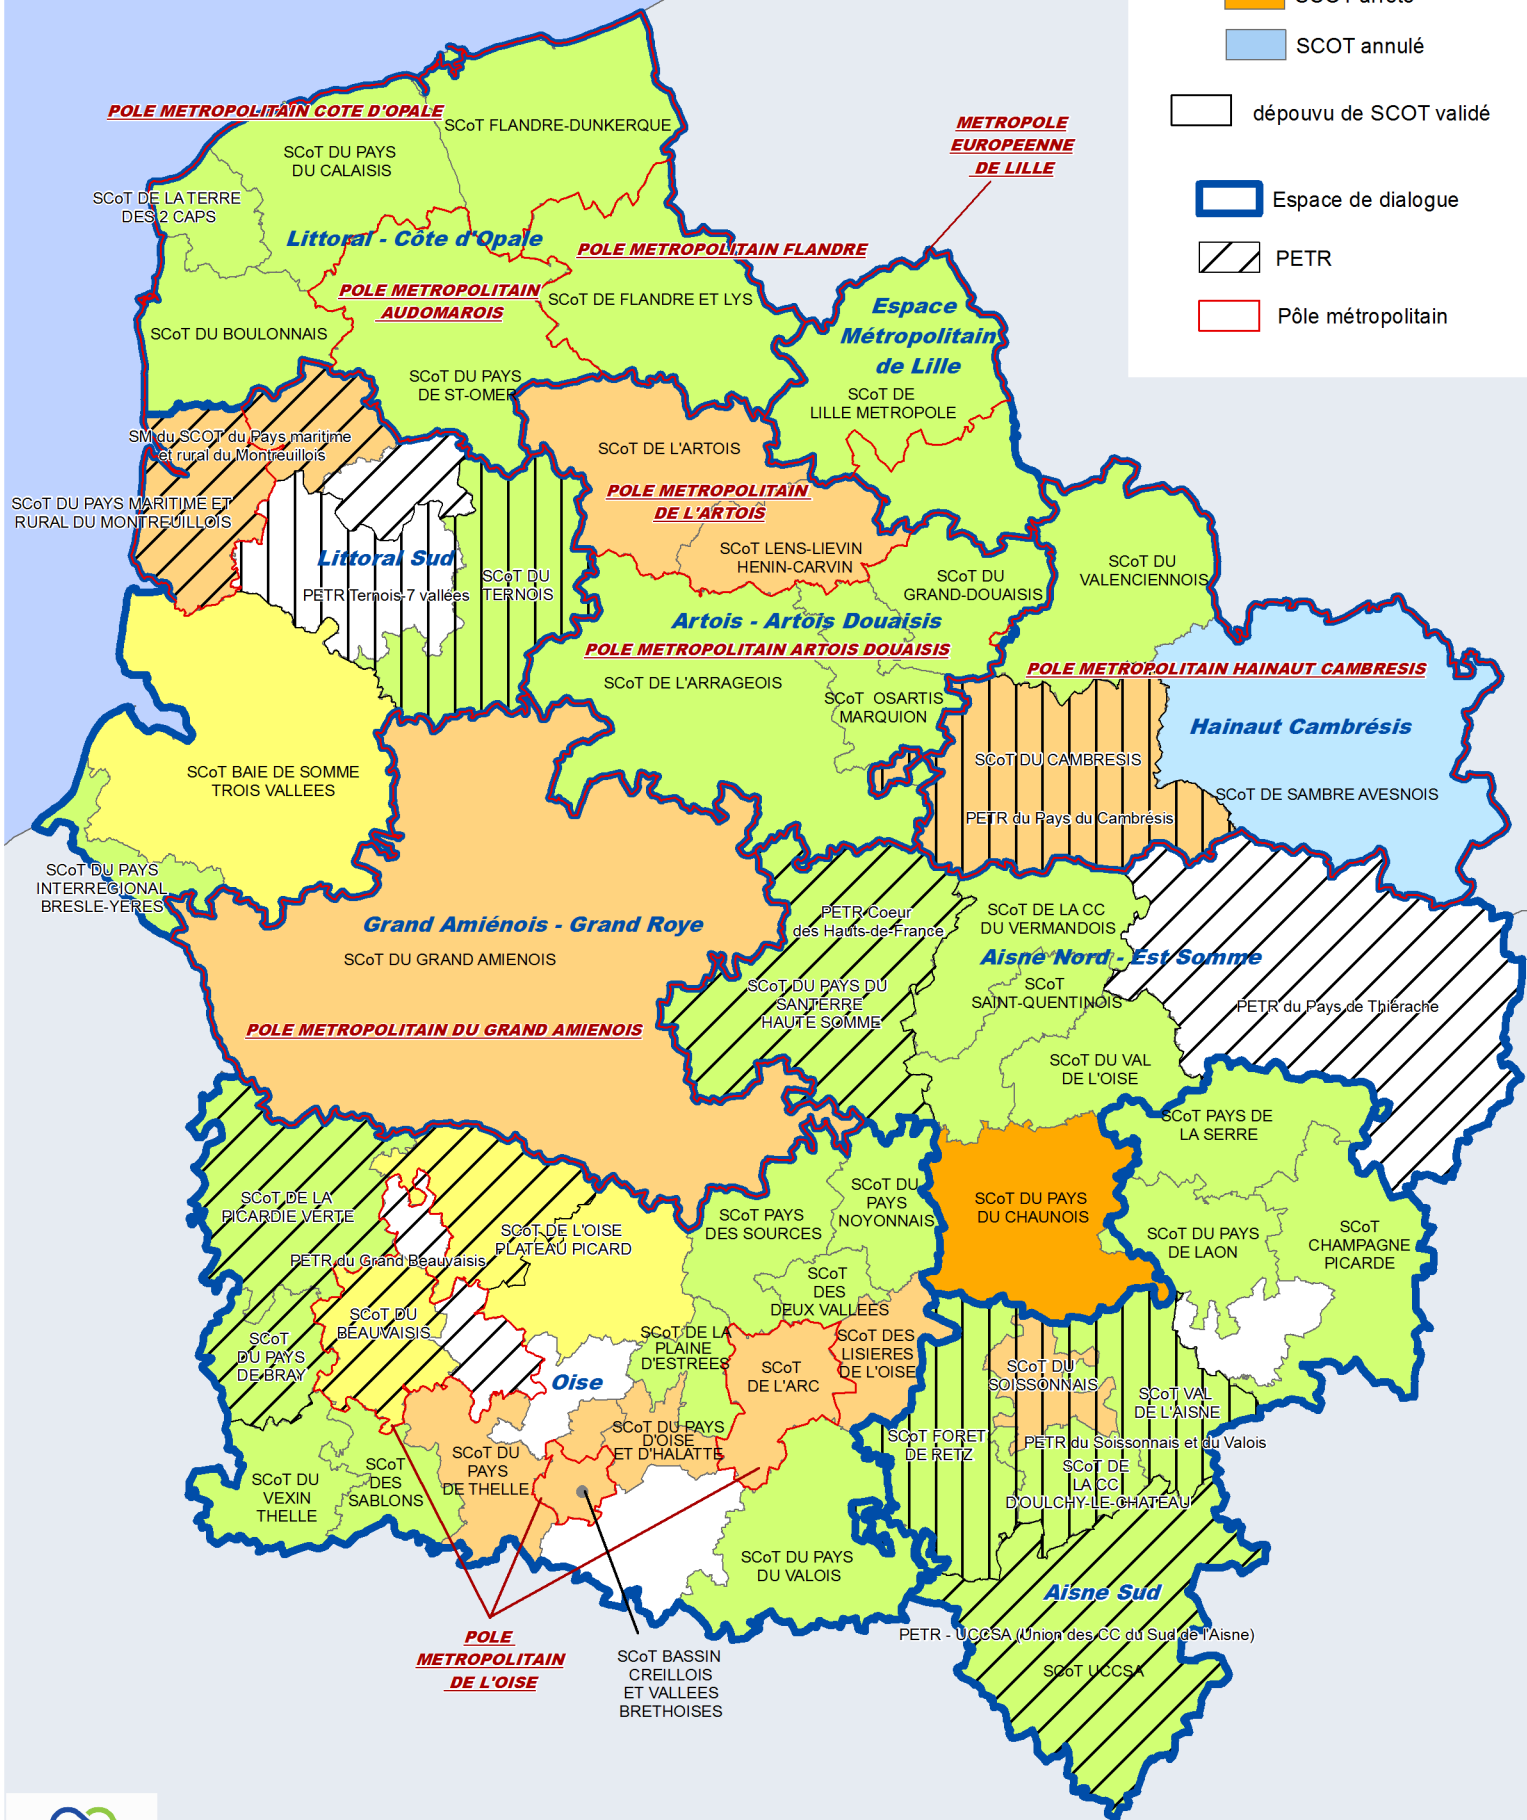 SCOT arrêté
SCOT annulé
dépouvu de SCOT validé
Espace de dialogue
PETR
Pôle métropolitain
POLE METROPOLITAIN COTE D'OPALE
SCoT FLANDRE-DUNKERQUE
METROPOLE
EUROPEENNE
DE LILLE
SCoT DU PAYS
DU CALAISIS
SCoT DE LA TERRE
DES 2 CAPS
Littoral - Côte d'Opale
POLE METROPOLITAIN FLANDRE
POLE METROPOLITAIN
AUDOMAROIS
SCoT DE FLANDRE ET LYS
Espace
Métropolitain
de Lille
SCoT DU BOULONNAIS
SCoT DU PAYS
DE ST-OMER
SCoT DE
LILLE METROPOLE
SM du SCOT du Pays maritime
et rural du Montreuillois
SCoT DE L'ARTOIS
SCoT DU PAYS MARITIME ET
RURAL DU MONTREUILLOIS
POLE METROPOLITAIN
DE L'ARTOIS
Littoral Sud
SCoT LENS-LIEVIN
HENIN-CARVIN
SCoT DU
VALENCIENNOIS
SCoT DU
TERNOIS
PETR Ternois-7 vallées
SCoT DU
GRAND-DOUAISIS
Artois - Artois Douaisis
POLE METROPOLITAIN ARTOIS DOUAISIS
POLE METROPOLITAIN HAINAUT CAMBRESIS
SCoT DE L'ARRAGEOIS
SCoT OSARTIS
MARQUION
Hainaut Cambrésis
SCoT DU CAMBRESIS
SCoT BAIE DE SOMME
TROIS VALLEES
SCoT DE SAMBRE AVESNOIS
PETR du Pays du Cambrésis
SCoT DU PAYS
INTERREGIONAL
BRESLE-YERES
Grand Amiénois - Grand Roye
SCoT DU GRAND AMIENOIS
PETR Coeur
des Hauts-de-France
SCoT DE LA CC
DU VERMANDOIS
Aisne Nord - Est Somme
SCoT
SAINT-QUENTINOIS
SCoT DU PAYS DU
SANTERRE
HAUTE SOMME
PETR du Pays de Thiérache
POLE METROPOLITAIN DU GRAND AMIENOIS
SCoT DU VAL
DE L'OISE
SCoT PAYS DE
LA SERRE
SCoT DE LA
PICARDIE VERTE
SCoT DE L'OISE
PLATEAU PICARD
PETR du Grand Beauvaisis
SCoT PAYS
DES SOURCES
SCoT DU
PAYS
NOYONNAIS
SCoT DU PAYS
DU CHAUNOIS
SCoT DU PAYS
DE LAON
SCoT
CHAMPAGNE
PICARDE
SCoT
DES
DEUX VALLEES
SCoT DU
BEAUVAISIS
SCoT
DU PAYS
DE BRAY
SCoT DE LA
PLAINE
D'ESTREES
SCoT
DE L'ARC
SCoT DES
LISIERES
DE L'OISE
Oise
SCoT DU
SOISSONNAIS
SCoT VAL
DE L'AISNE
SCoT DU PAYS
D'OISE
ET D'HALATTE
SCoT FORET
DE RETZ
PETR du Soissonnais et du Valois
SCoT DE
LA CC
D'OULCHY-LE-CHATEAU
SCoT DU
VEXIN
THELLE
SCoT
DES
SABLONS
SCoT DU
PAYS
DE THELLE
SCoT DU PAYS
DU VALOIS
Aisne Sud
PETR - UCCSA (Union des CC du Sud de l'Aisne)
SCoT UCCSA
POLE
METROPOLITAIN
DE L'OISE
SCoT BASSIN
CREILLOIS
ET VALLEES
BRETHOISES